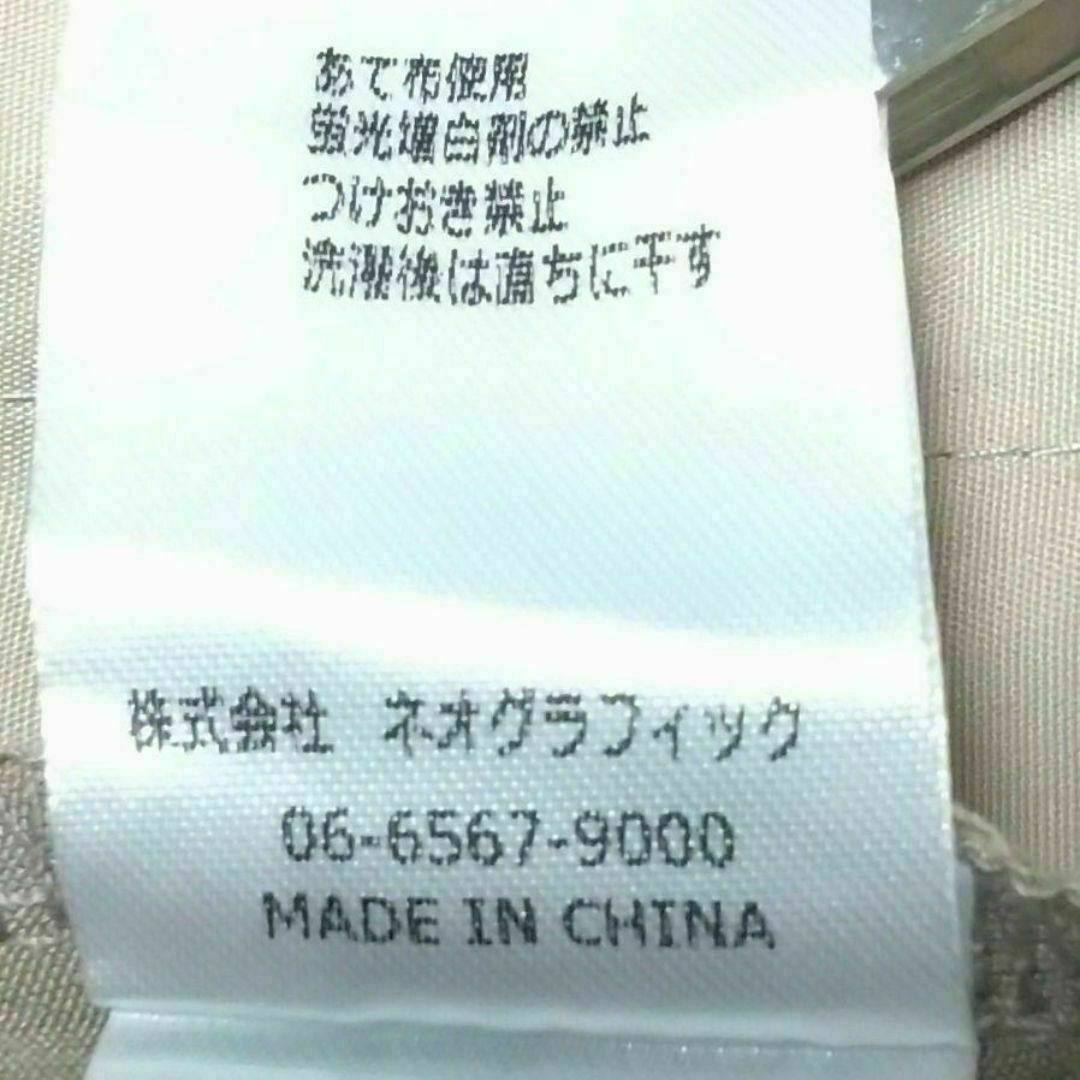 あて布使用
蛍光増白剤の禁止
つけおき禁止
洗濯後は直ちに干す
株式会社 ネオグラフィック
06-6567-9000
MADE IN CHINA